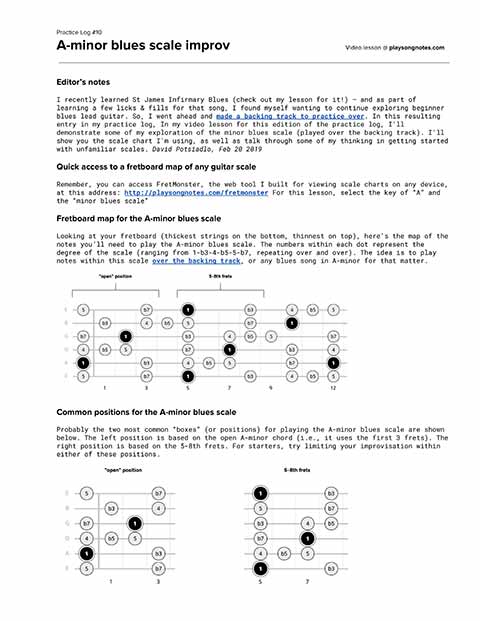 Practice Log #10
A-minor blues scale improv
Video lesson @ playsongnotes.com
Editor's notes
I recently learned St James Infirmary Blues (check out my lesson for it!) — and as part of
learning a few licks & fills for that song, I found myself wanting to continue exploring beginner
blues lead guitar. So, I went ahead and made a backing track to practice over. In this resulting
entry in my practice log, In my video lesson for this edition of the practice log, I'll
demonstrate some of my exploration of the minor blues scale (played over the backing track). I'll
show you the scale chart I'm using, as well as talk through some of my thinking in getting started
with unfamiliar scales. David Potsiadlo, Feb 20 2019
Quick access to a fretboard map of any guitar scale
Remember, you can access FretMonster, the web tool I built for viewing scale charts on any device,
at this address: http://playsongnotes.com/fretmonster For this lesson, select the key of "A" and
the "minor blues scale"
Fretboard map for the A-minor blues scale
Looking at your fretboard (thickest strings on the bottom, thinnest on top), here's the map of the
notes you'll need to play the A-minor blues scale. The numbers within each dot represent the
degree of the scale (ranging from 1-b3-4-b5-5-b7, repeating over and over). The idea is to play
notes within this scale over the backing track, or any blues song in A-minor for that matter.
"open" position 5-8th frets
E 5 b7 1 b3 4 b5 5
B b3 4 b5 5 b7 1
G b7 1 b3 4 b5 5 b7
D 4 b5 5 b7 1 b3 4
A 1 b3 4 b5 5 b7 1
E 5 b7 1 b3 4 b5 5
1 3 5 7 9 12
Common positions for the A-minor blues scale
Probably the two most common "boxes" (or positions) for playing the A-minor blues scale are shown
below. The left position is based on the open A-minor chord (i.e., it uses the first 3 frets). The
right position is based on the 5-8th frets. For starters, try limiting your improvisation within
either of these positions.
"open" position 5-8th frets
E 5 b7 E 1 b3
B b3 4 B 5 b7
G b7 1 G b3 4 b5
D 4 b5 5 D b7 1
A 1 b3 A 4 b5 5
E 5 b7 E 1 b3
1 3 5 7